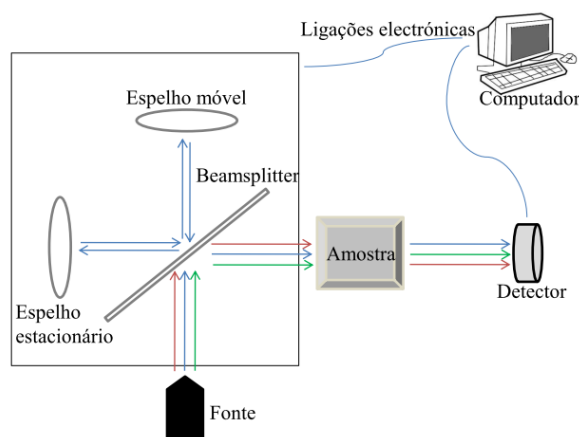 Ligações electrónicas
Computador
Espelho móvel
Beamsplitter
Espelho
estacionário
Amostra
Detector
Fonte